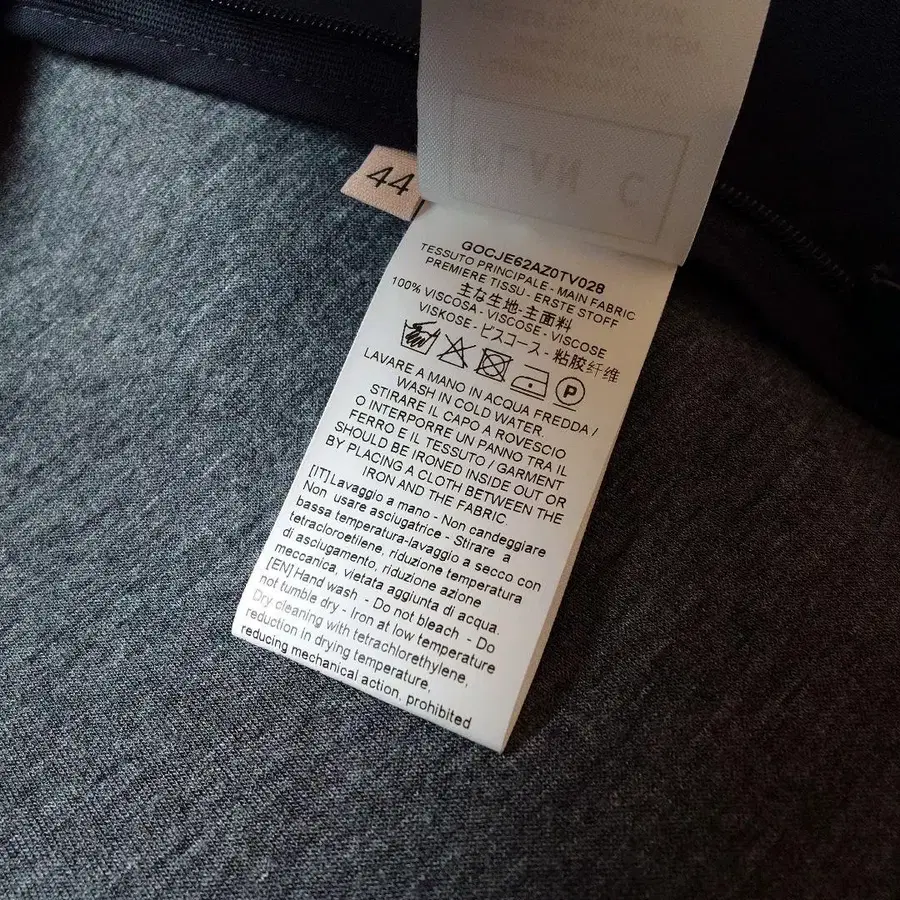 44
GOCJE62AZ0TV028
TESSUTO PRINCIPALE - MAIN FABRIC
PREMIERE TISSU - ERSTE STOFF
主な生地-主面料
100% VISCOSA - VISCOSE - VISCOSE
VISKOSE - ビスコース - 粘胶纤维
P
LAVARE A MANO IN ACQUA FREDDA /
WASH IN COLD WATER.
STIRARE IL CAPO A ROVESCIO
O INTERPORRE UN PANNO TRA IL
FERRO E IL TESSUTO / GARMENT
SHOULD BE IRONED INSIDE OUT OR
BY PLACING A CLOTH BETWEEN THE
IRON AND THE FABRIC.
[IT] Lavaggio a mano - Non candeggiare
Non usare asciugatrice - Stirare a
bassa temperatura-lavaggio a secco con
tetracloroetilene, riduzione temperatura
di asciugamento, riduzione azione
meccanica, vietata aggiunta di acqua.
[EN] Hand wash - Do not bleach - Do
not tumble dry - Iron at low temperature
Dry cleaning with tetrachlorethylene,
reduction in drying temperature,
reducing mechanical action, prohibited